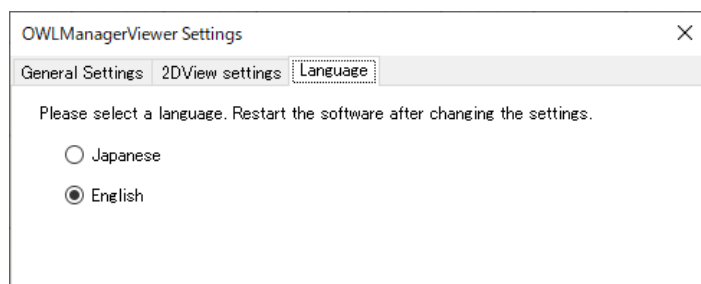 OWLManagerViewer Settings
General Settings 2DView settings Language
Please select a language. Restart the software after changing the settings.
Japanese
English